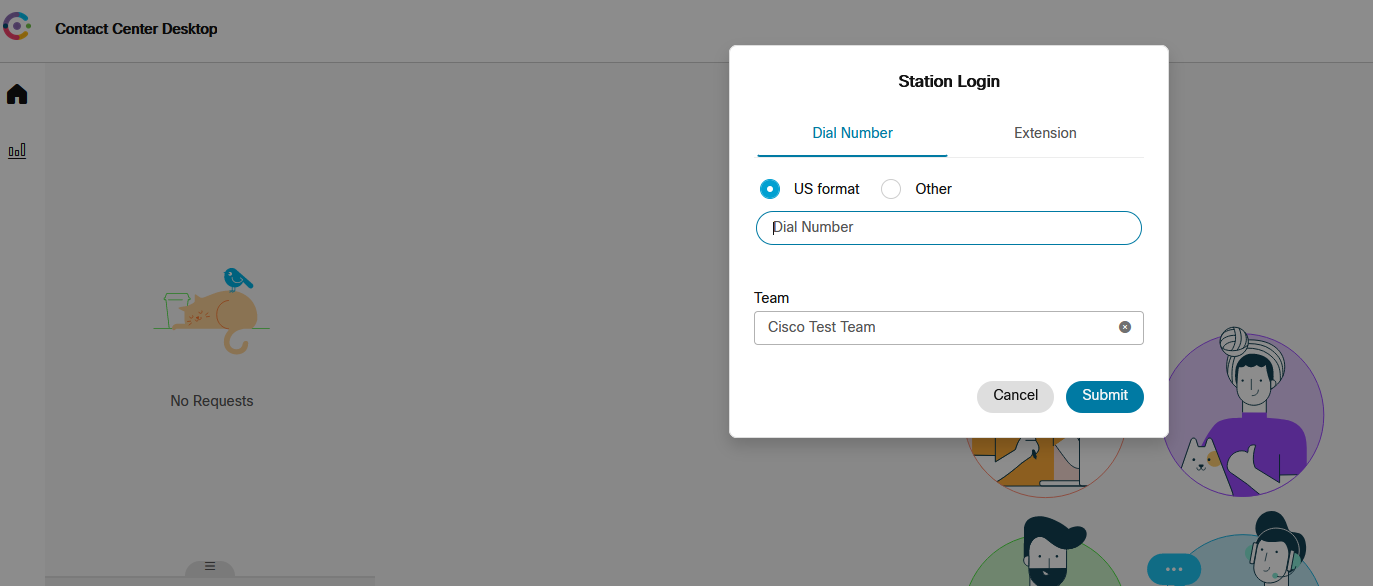 Contact Center Desktop
Station Login
Dial Number
Extension
US format
Other
Dial Number
Team
Cisco Test Team
Cancel
Submit
No Requests